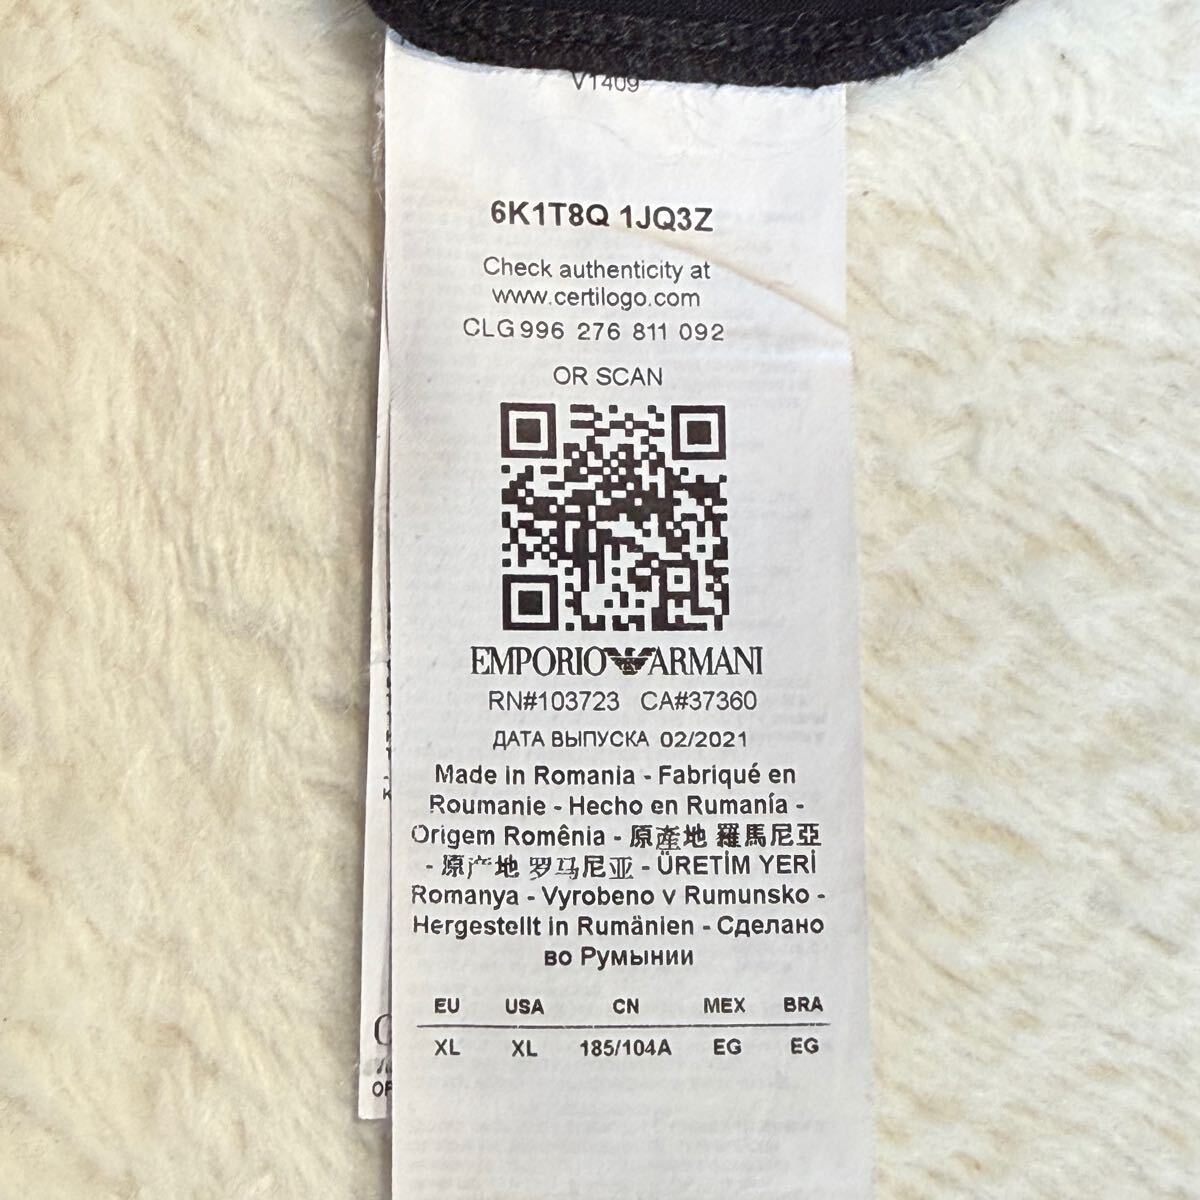 V1409
6K1T8Q 1JQ3Z
Check authenticity at
www.certilogo.com
CLG 996 276 811 092
OR SCAN
EMPORIO ARMANI
RN#103723 CA#37360
ДАТА ВЫПУСКА 02/2021
Made in Romania - Fabriqué en
Roumanie - Hecho en Rumanía -
Origem Romênia - 原產地 羅馬尼亞
- 原产地 罗马尼亚 - ÜRETİM YERİ
Romanya - Vyrobeno v Rumunsko -
Hergestellt in Rumänien - Сделано
во Румынии
EU USA CN MEX BRA
XL XL 185/104A EG EG